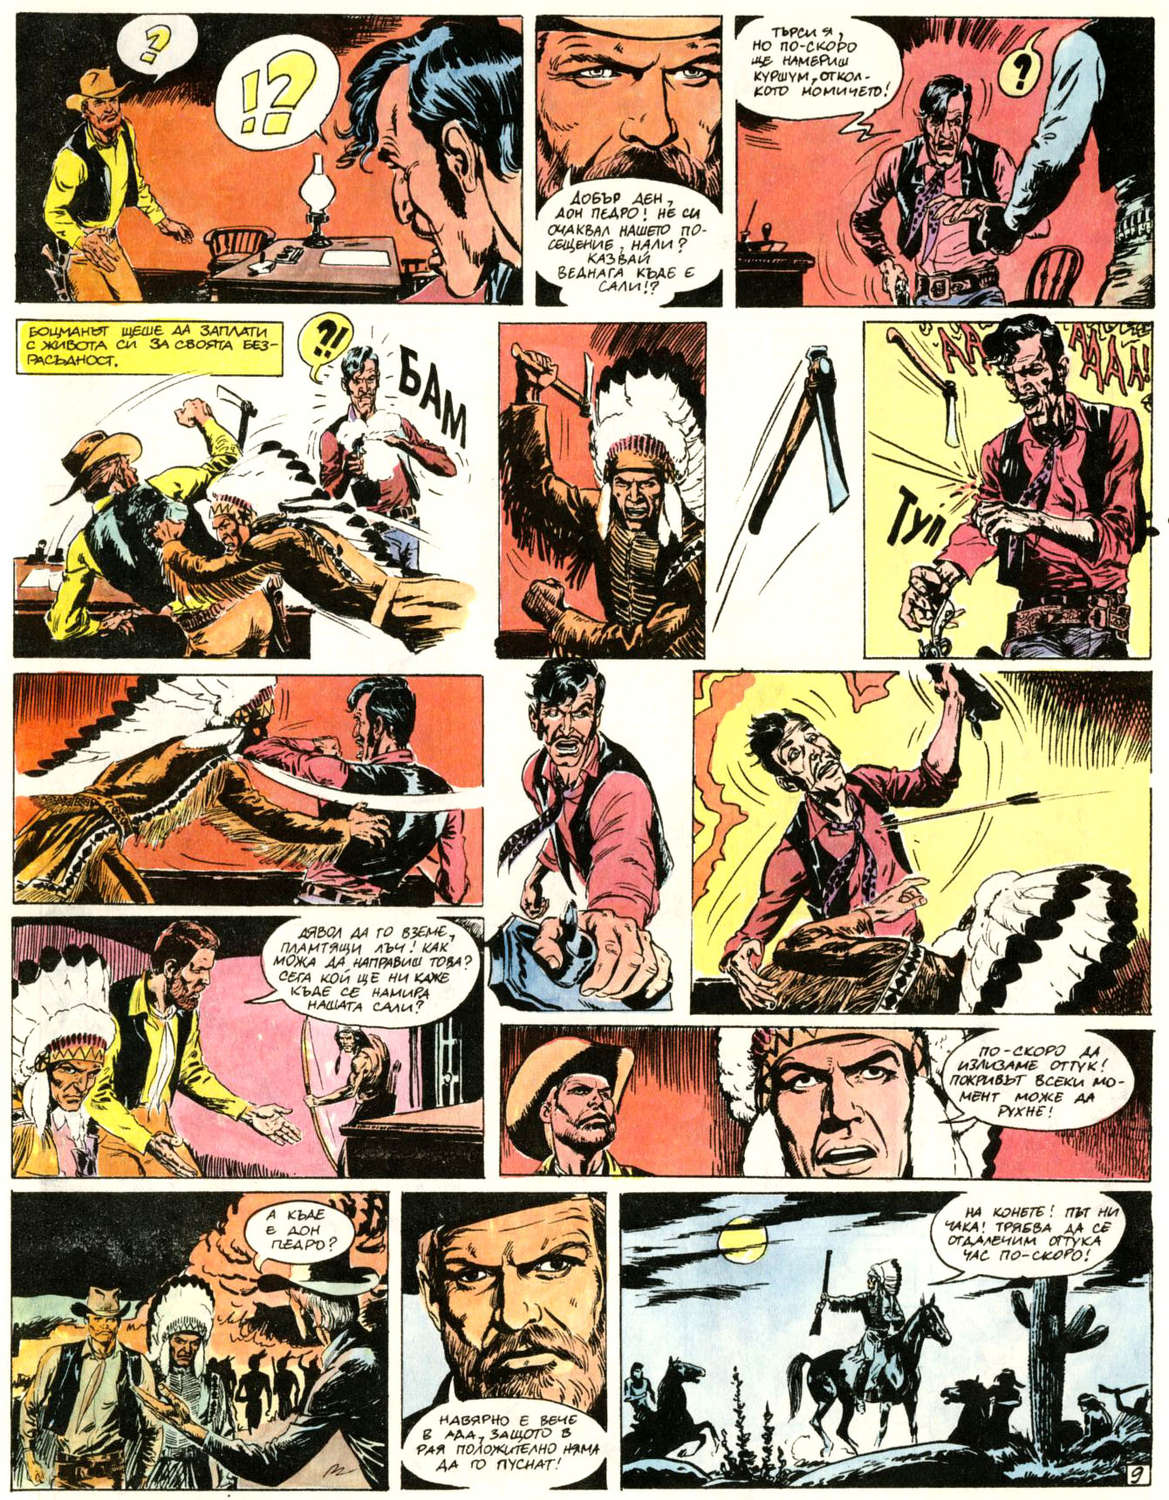 ?
!?
ДОБЪР ДЕН,
ДОН ПЕДРО! НЕ СИ
ОЧАКВАЛ НАШЕТО ПО-
СЕЩЕНИЕ, НАЛИ?
КАЗВАЙ
ВЕДНАГА КЪДЕ Е
САЛИ!?
ТЪРСИ Я,
НО ПО-СКОРО
ЩЕ НАМЕРИШ
КУРШУМ, ОТКОЛ-
КОТО МОМИЧЕТО!
?
БОЦМАНЪТ ЩЕШЕ ДА ЗАПЛАТИ
С ЖИВОТА СИ ЗА СВОЯТА БЕЗ-
РАСЪДНОСТ.
?!
БАМ
АА
ААА!
ТУП
ДЯВОЛ ДА ГО ВЗЕМЕ,
ПЛАМТЯЩИ ЛЪЧ! КАК
МОЖА ДА НАПРАВИШ ТОВА?
СЕГА КОЙ ЩЕ НИ КАЖЕ
КЪДЕ СЕ НАМИРА
НАШАТА САЛИ?
ПО-СКОРО ДА
ИЗЛИЗАМЕ ОТТУК!
ПОКРИВЪТ ВСЕКИ МО-
МЕНТ МОЖЕ ДА
РУХНЕ!
А КЪДЕ
Е ДОН
ПЕДРО?
НАВЯРНО Е ВЕЧЕ
В АДА, ЗАЩОТО В
РАЯ ПОЛОЖИТЕЛНО НЯМА
ДА ГО ПУСНАТ!
НА КОНЕТЕ! ПЪТ НИ
ЧАКА! ТРЯБВА ДА СЕ
ОТДАЛЕЧИМ ОТТУКА
ЧАС ПО-СКОРО!
9